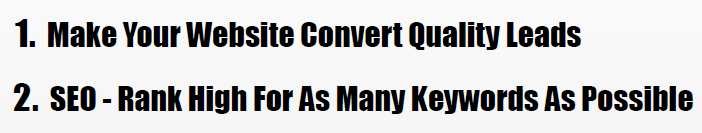 1. Make Your Website Convert Quality Leads
2. SEO - Rank High For As Many Keywords As Possible